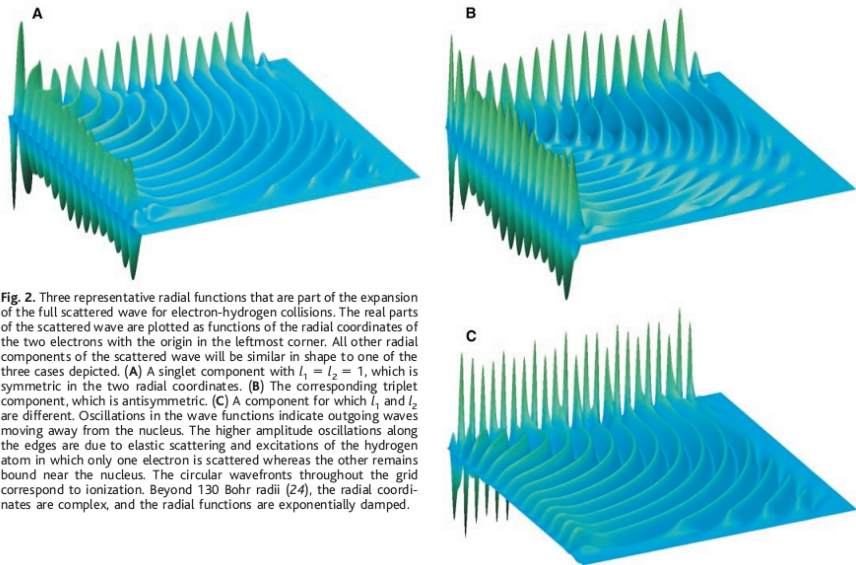 A
B
Fig. 2. Three representative radial functions that are part of the expansion
of the full scattered wave for electron-hydrogen collisions. The real parts
of the scattered wave are plotted as functions of the radial coordinates of
the two electrons with the origin in the leftmost corner. All other radial
components of the scattered wave will be similar in shape to one of the
three cases depicted. (A) A singlet component with l₁ = l₂ = 1, which is
symmetric in the two radial coordinates. (B) The corresponding triplet
component, which is antisymmetric. (C) A component for which l₁ and l₂
are different. Oscillations in the wave functions indicate outgoing waves
moving away from the nucleus. The higher amplitude oscillations along
the edges are due to elastic scattering and excitations of the hydrogen
atom in which only one electron is scattered whereas the other remains
bound near the nucleus. The circular wavefronts throughout the grid
correspond to ionization. Beyond 130 Bohr radii (24), the radial coordi-
nates are complex, and the radial functions are exponentially damped.
C